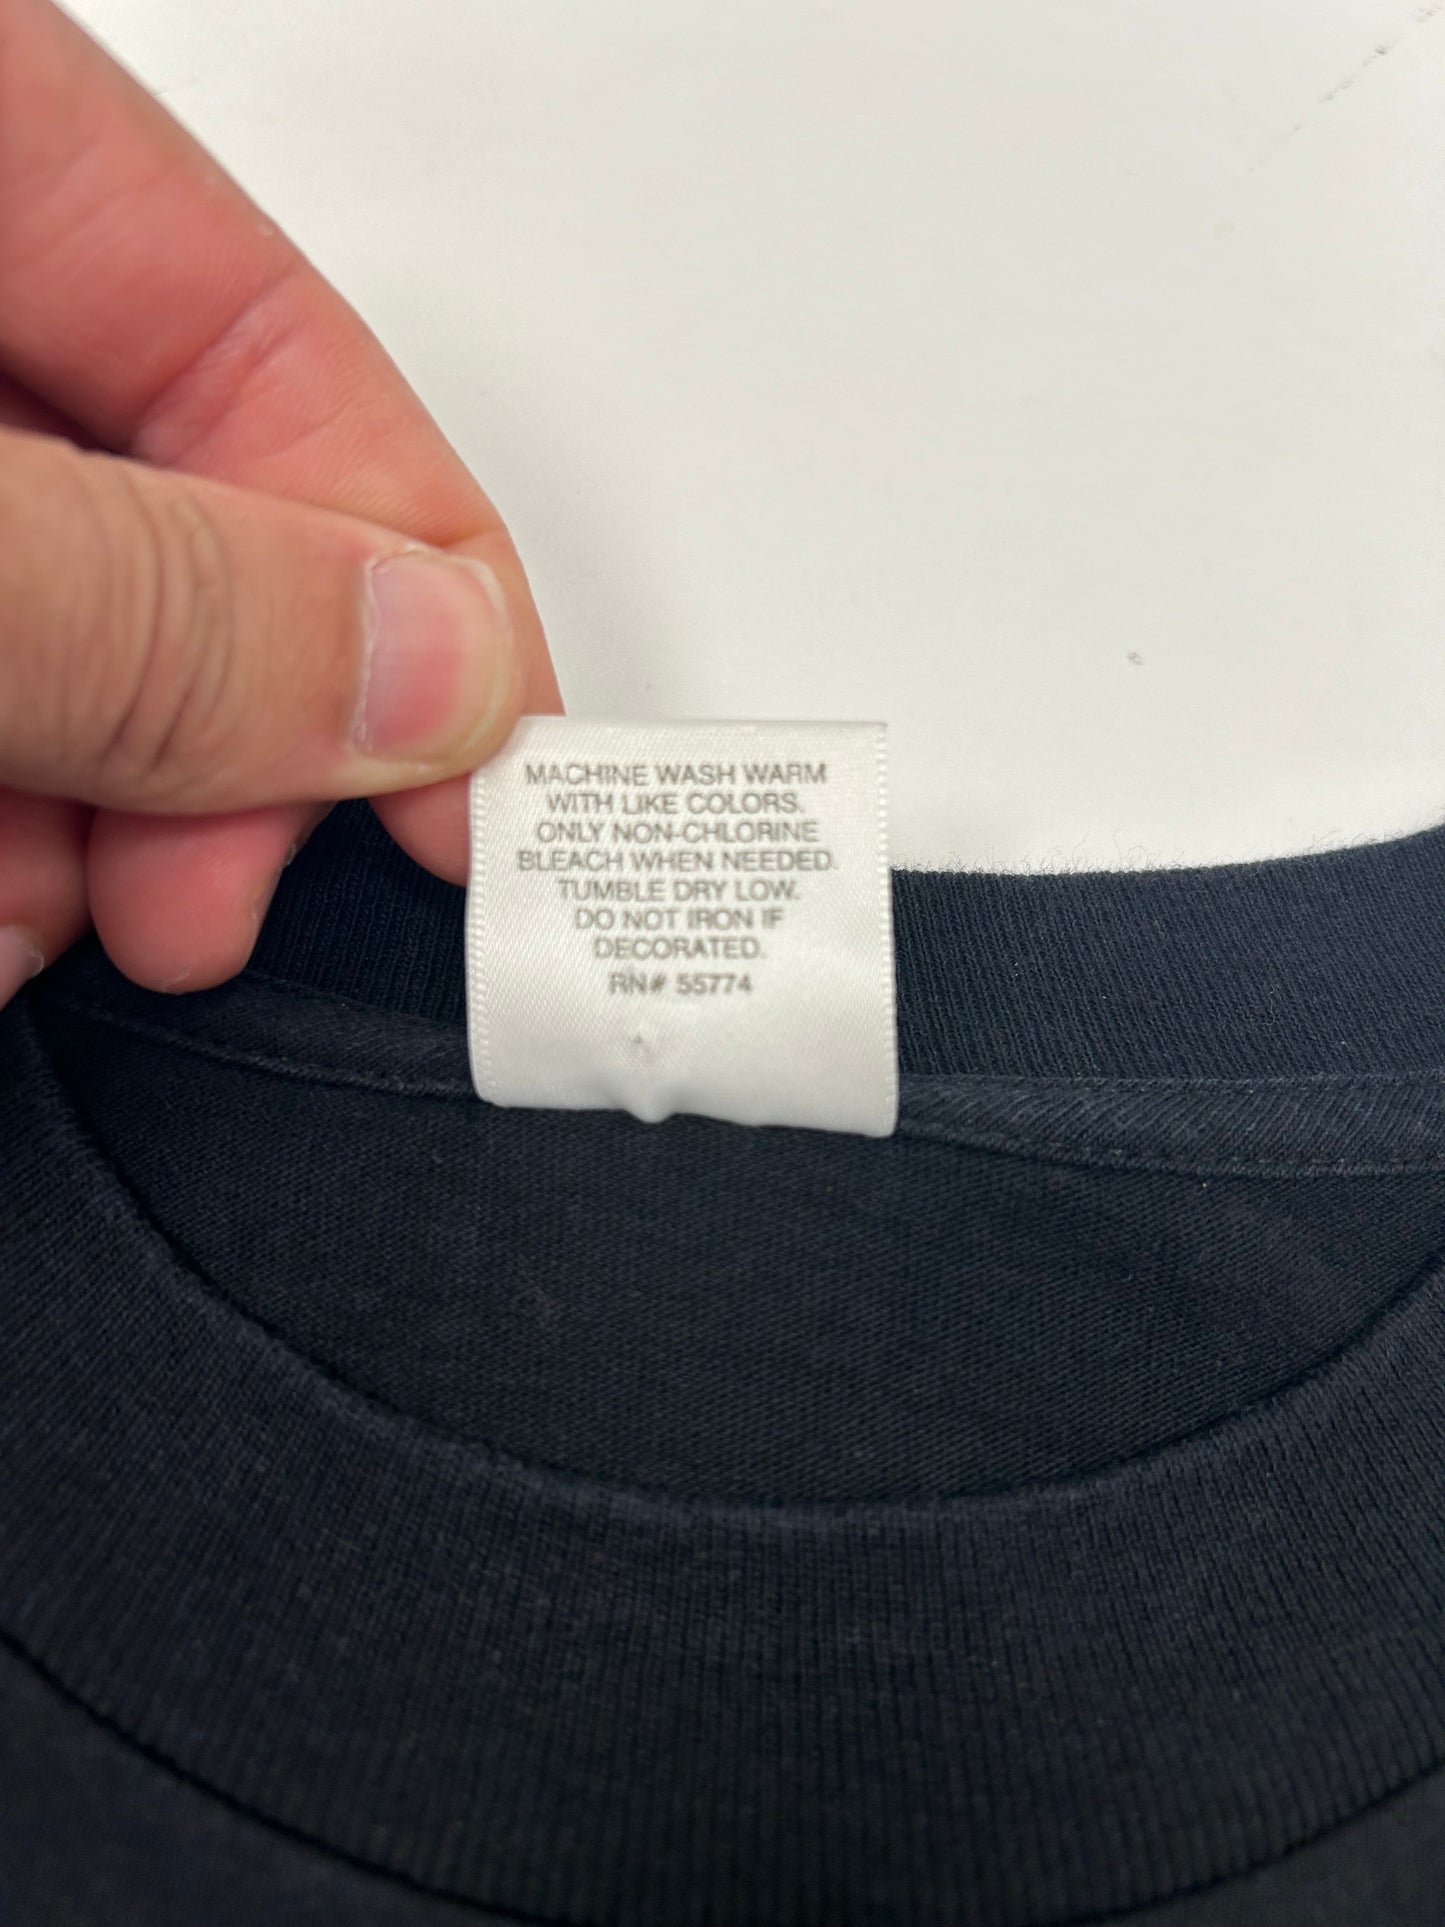 MACHINE WASH WARM
WITH LIKE COLORS.
ONLY NON-CHLORINE
BLEACH WHEN NEEDED.
TUMBLE DRY LOW.
DO NOT IRON IF
DECORATED.
RN# 55774